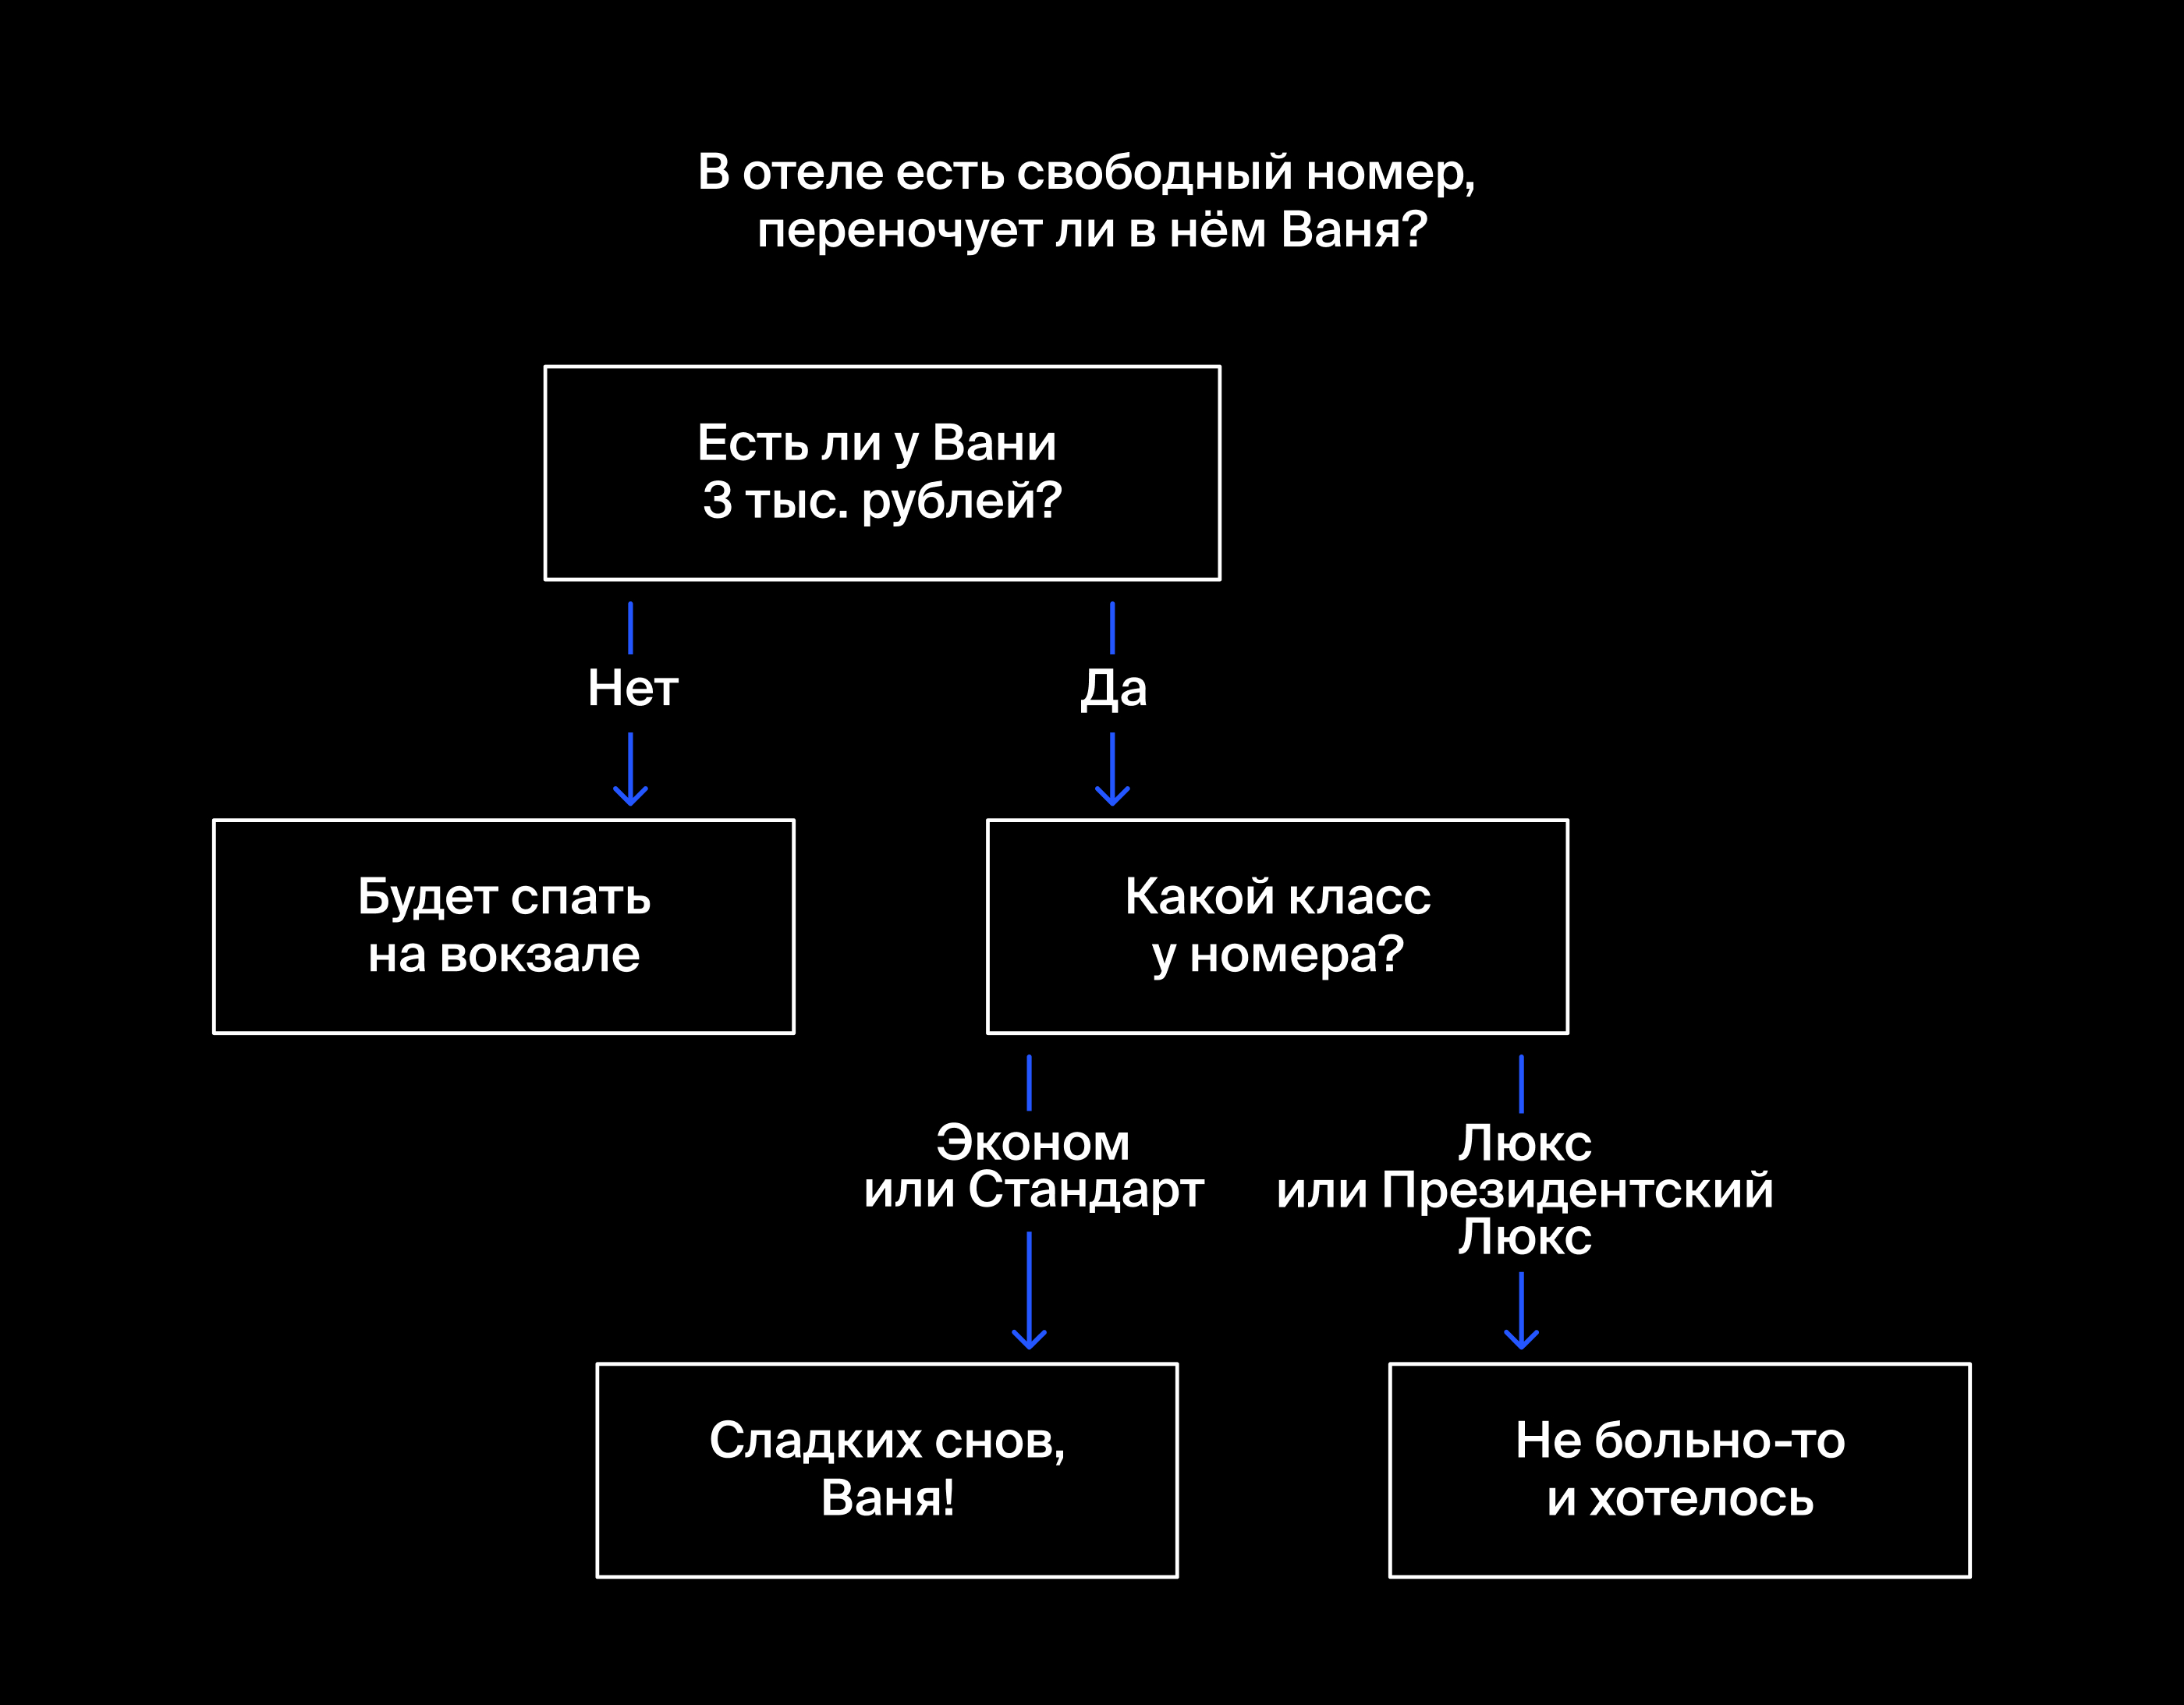 В отеле есть свободный номер,
переночует ли в нём Ваня?
Есть ли у Вани
3 тыс. рублей?
Нет
Да
Будет спать
на вокзале
Какой класс
у номера?
Эконом
или Стандарт
Люкс
или Президентский
Люкс
Сладких снов,
Ваня!
Не больно-то
и хотелось